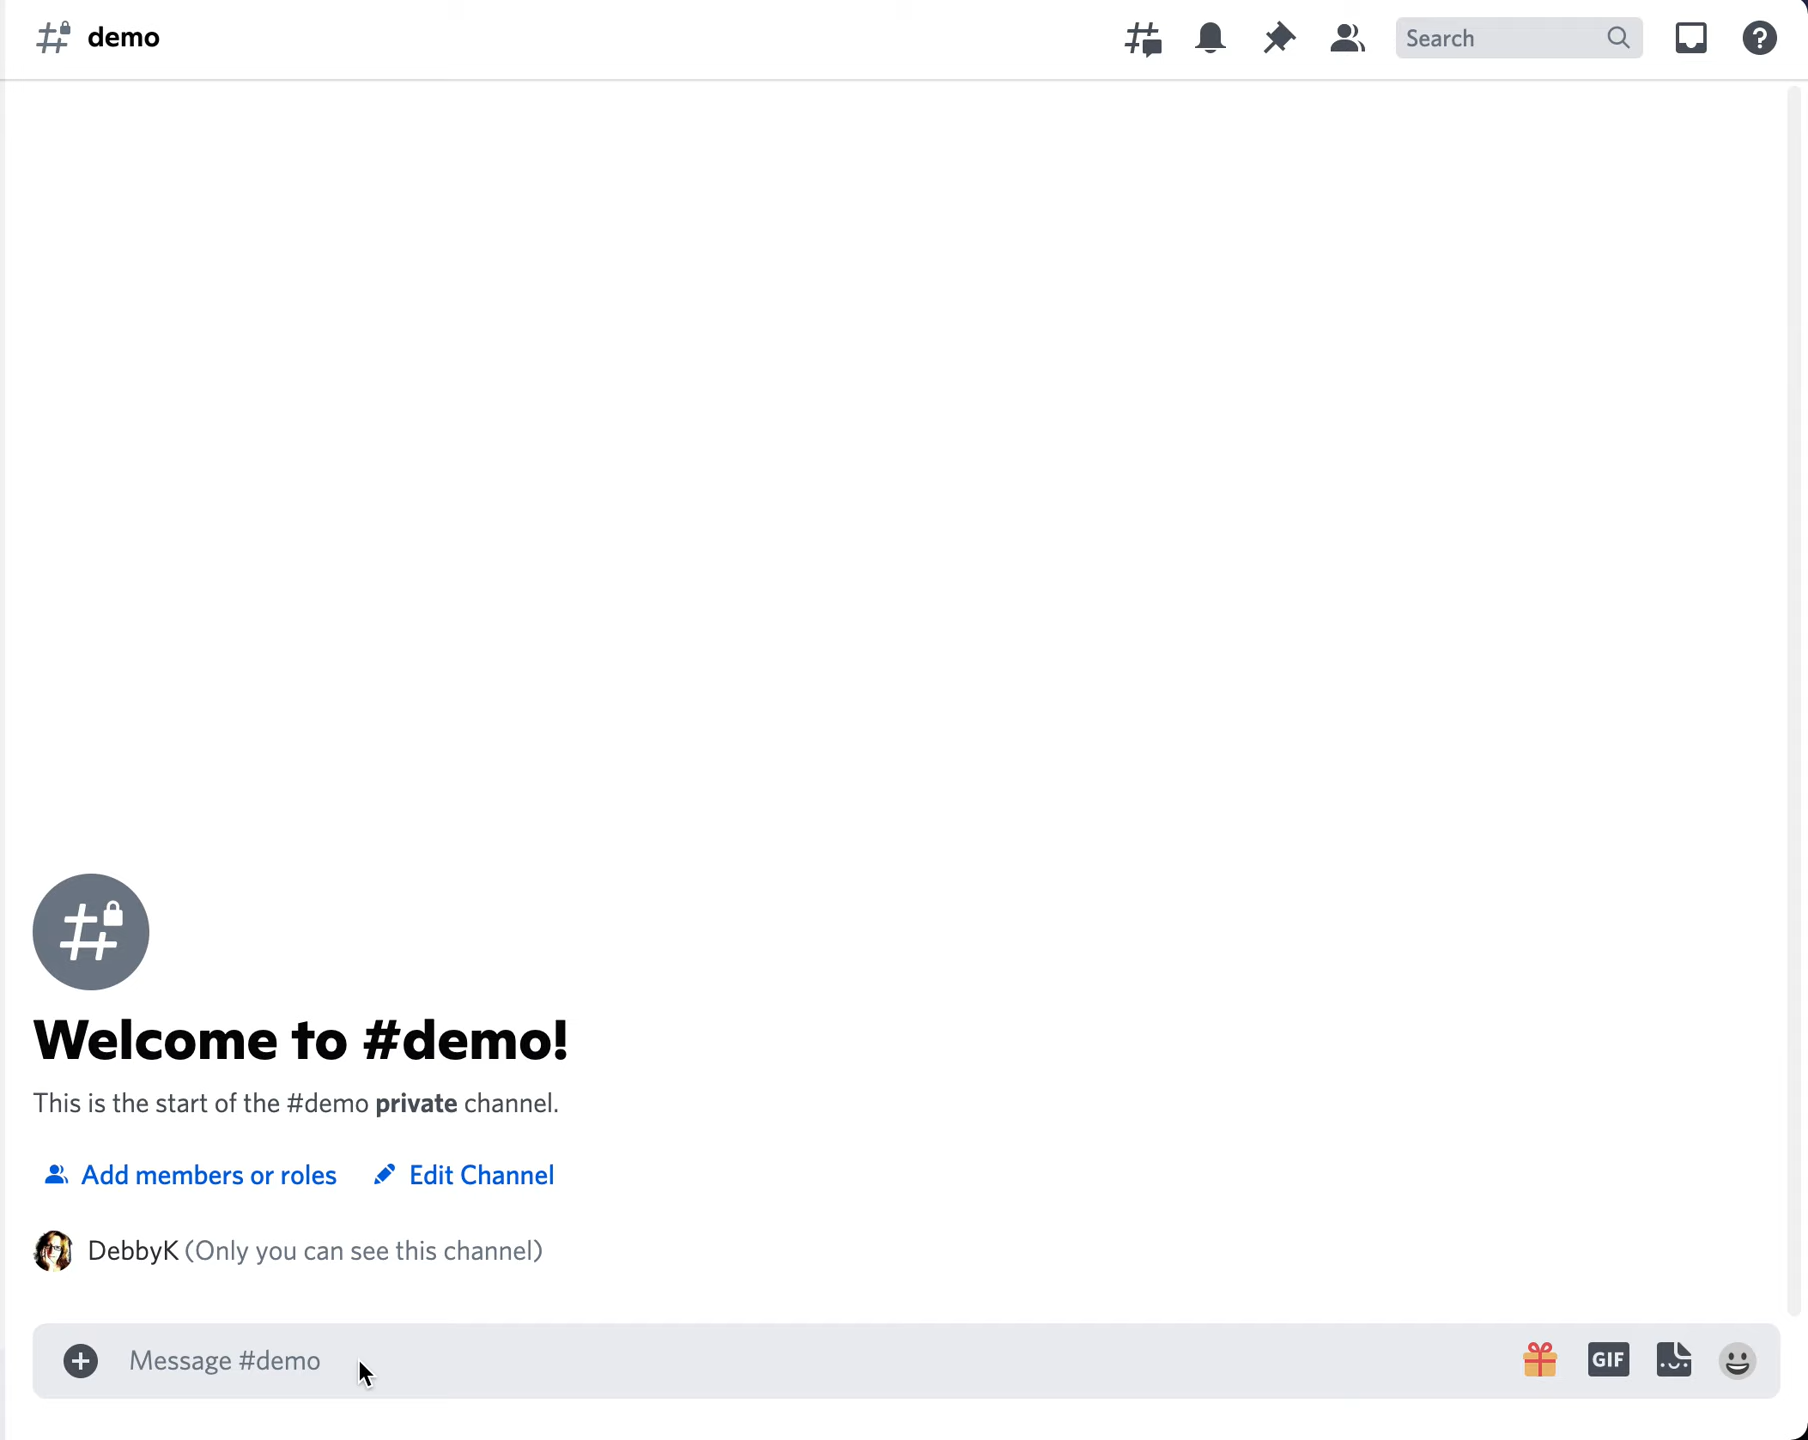 demo
Search
Welcome to #demo!
This is the start of the #demo private channel.
Add members or roles
Edit Channel
DebbyK (Only you can see this channel)
Message #demo
GIF